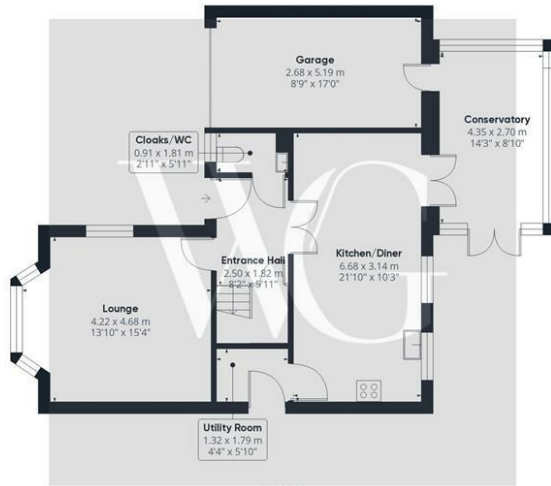 Garage
2.68 x 5.19 m
8'9" x 17'0"
Conservatory
4.35 x 2.70 m
14'3" x 8'10"
Cloaks/WC
0.91 x 1.81 m
2'11" x 5'11"
Entrance Hall
2.50 x 1.82 m
8'2" x 5'11"
Kitchen/Diner
6.68 x 3.14 m
21'10" x 10'3"
Lounge
4.22 x 4.68 m
13'10" x 15'4"
Utility Room
1.32 x 1.79 m
4'4" x 5'10"
WG